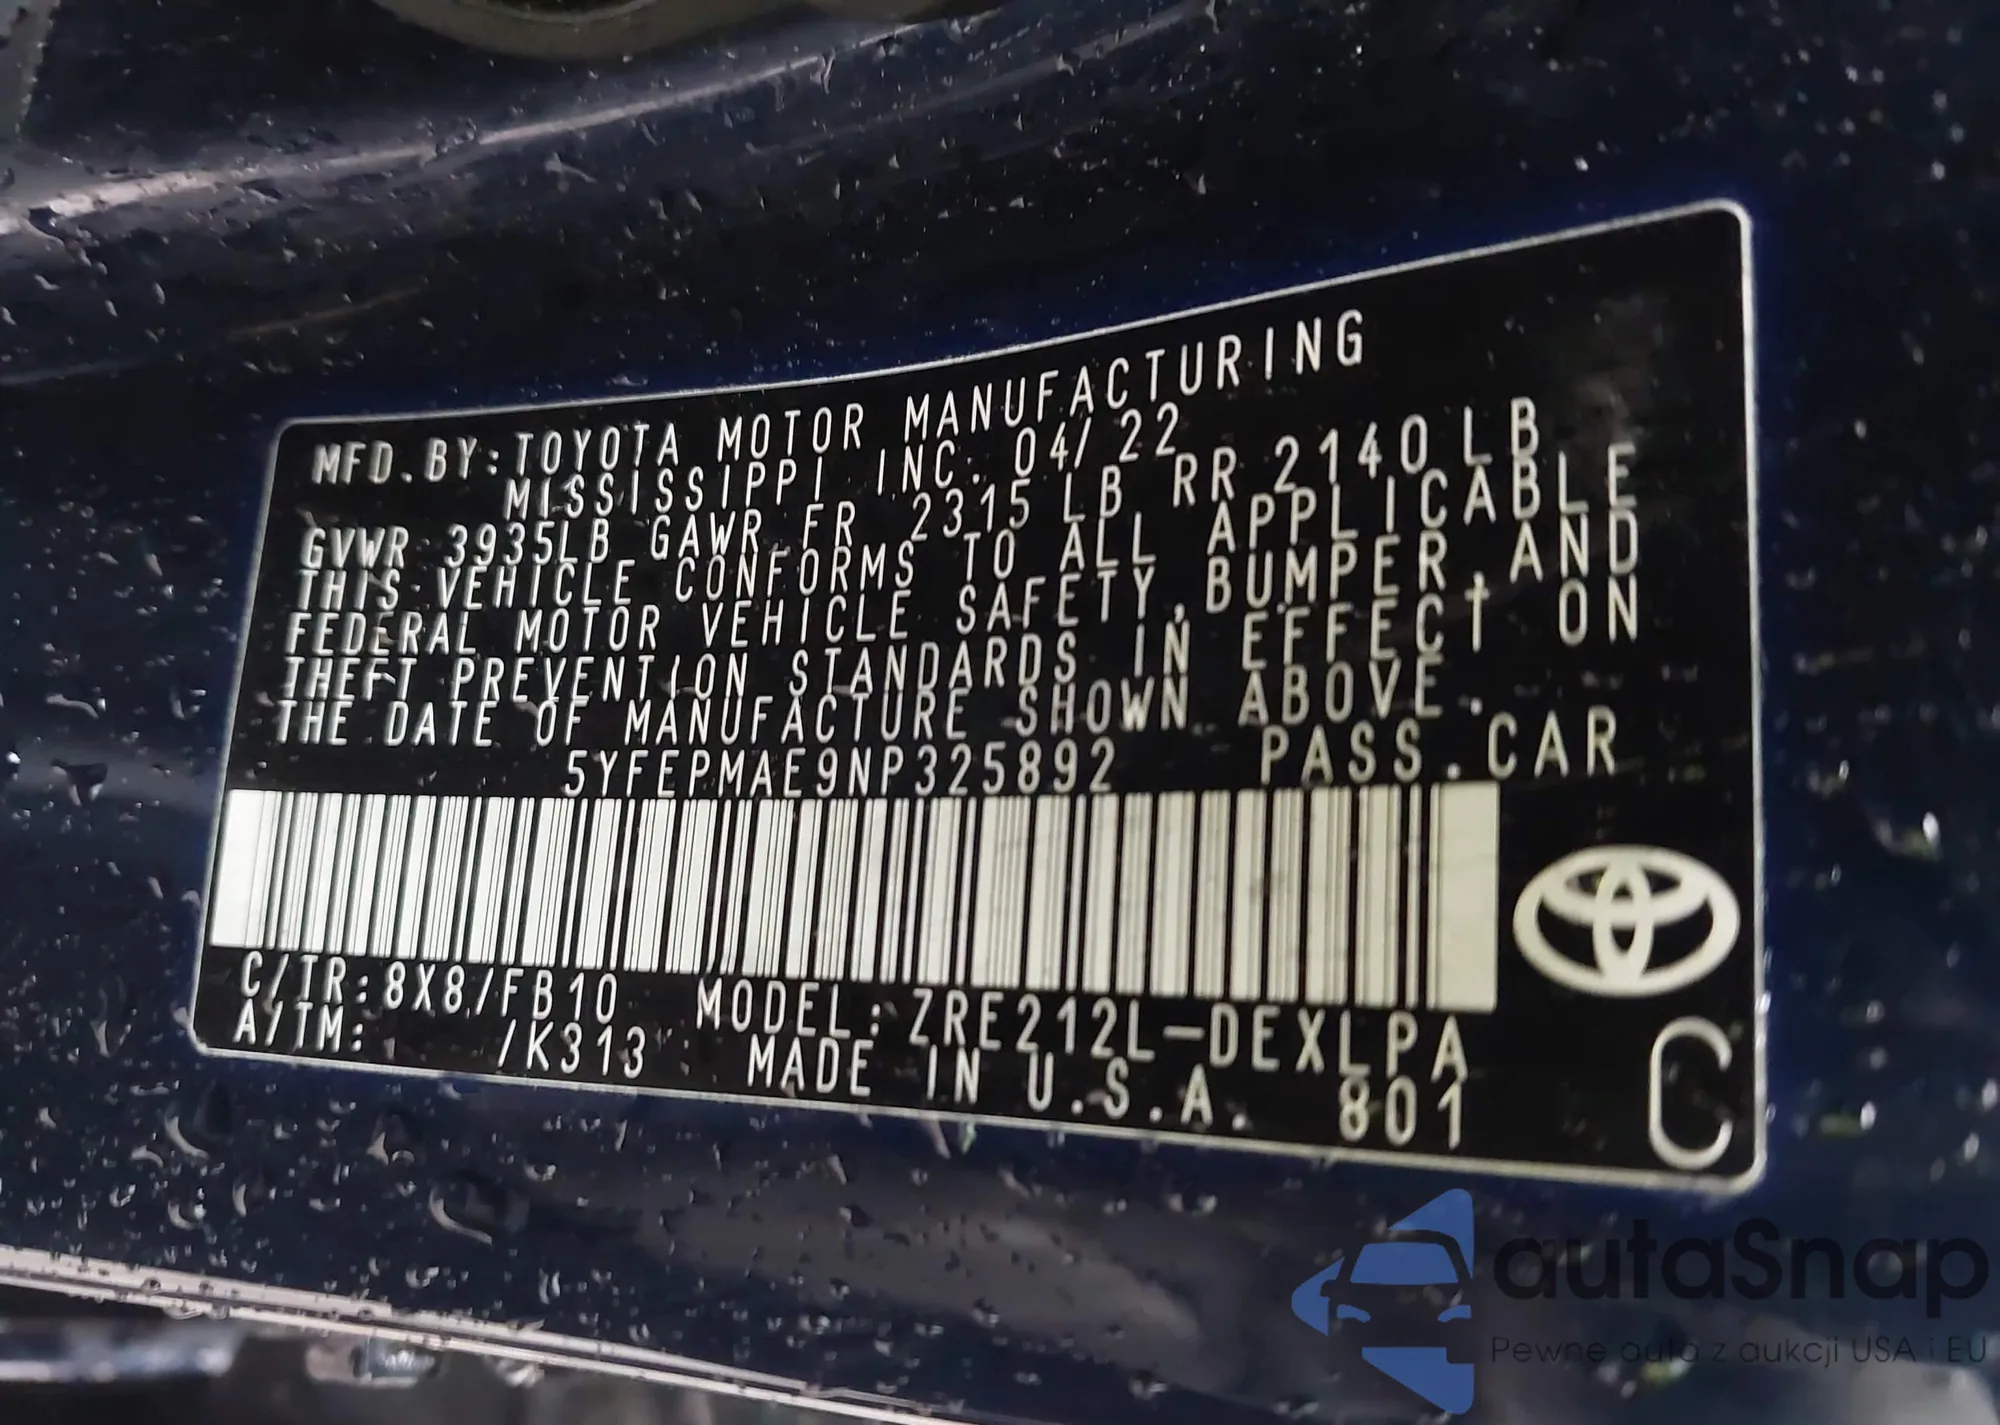 MFD.BY:TOYOTA MOTOR MANUFACTURING
MISSISSIPPI INC. 04/22
GVWR 3935LB GAWR FR 2315 LB RR 2140LB
THIS VEHICLE CONFORMS TO ALL APPLICABLE
FEDERAL MOTOR VEHICLE SAFETY,BUMPER,AND
THEFT PREVENTION STANDARDS IN EFFECT ON
THE DATE OF MANUFACTURE SHOWN ABOVE.
5YFEPMAE9NP325892 PASS.CAR
C/TR:8X8/FB10 MODEL:ZRE212L-DEXLPA
A/TM: /K313 MADE IN U.S.A. 801
C
autaSnap
Pewne auta z aukcji USA i EU